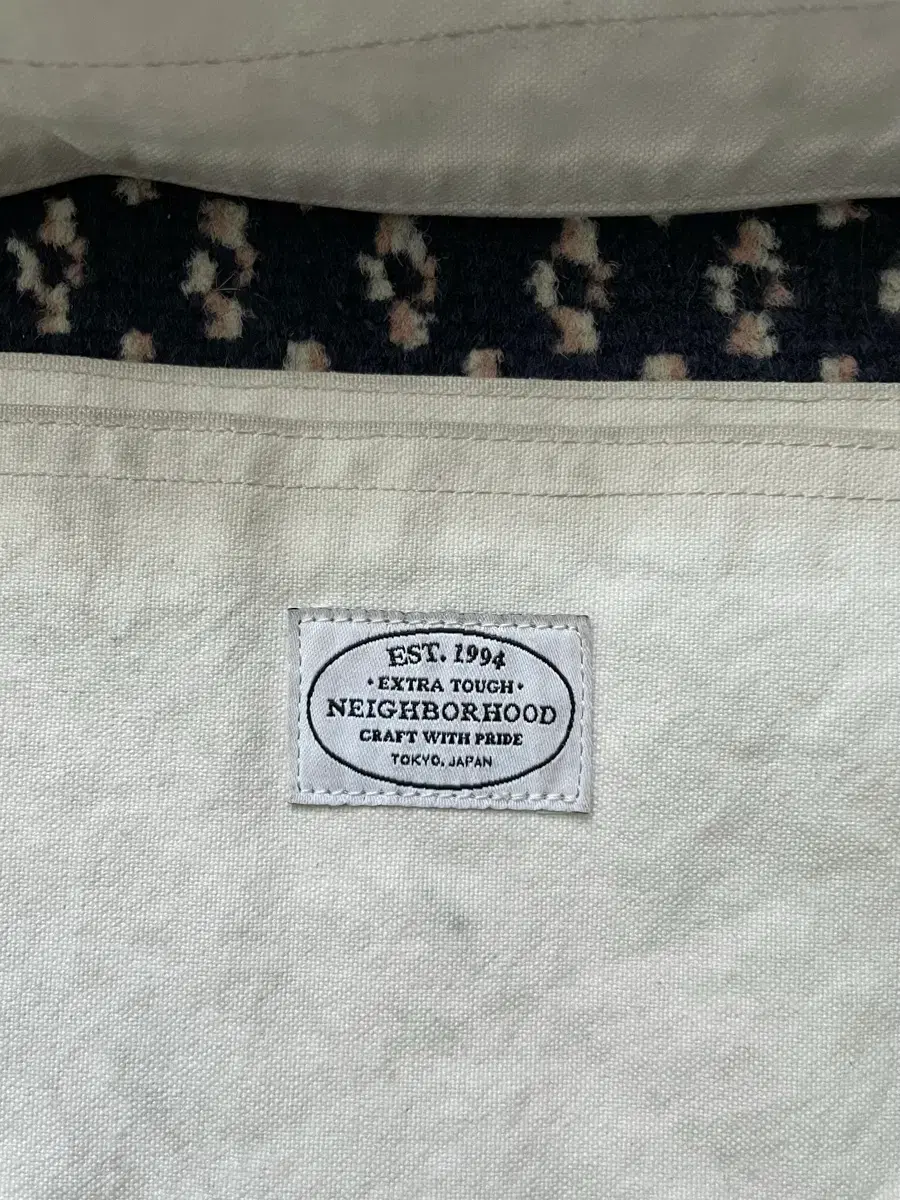 EST. 1994
• EXTRA TOUGH •
NEIGHBORHOOD
CRAFT WITH PRIDE
TOKYO. JAPAN